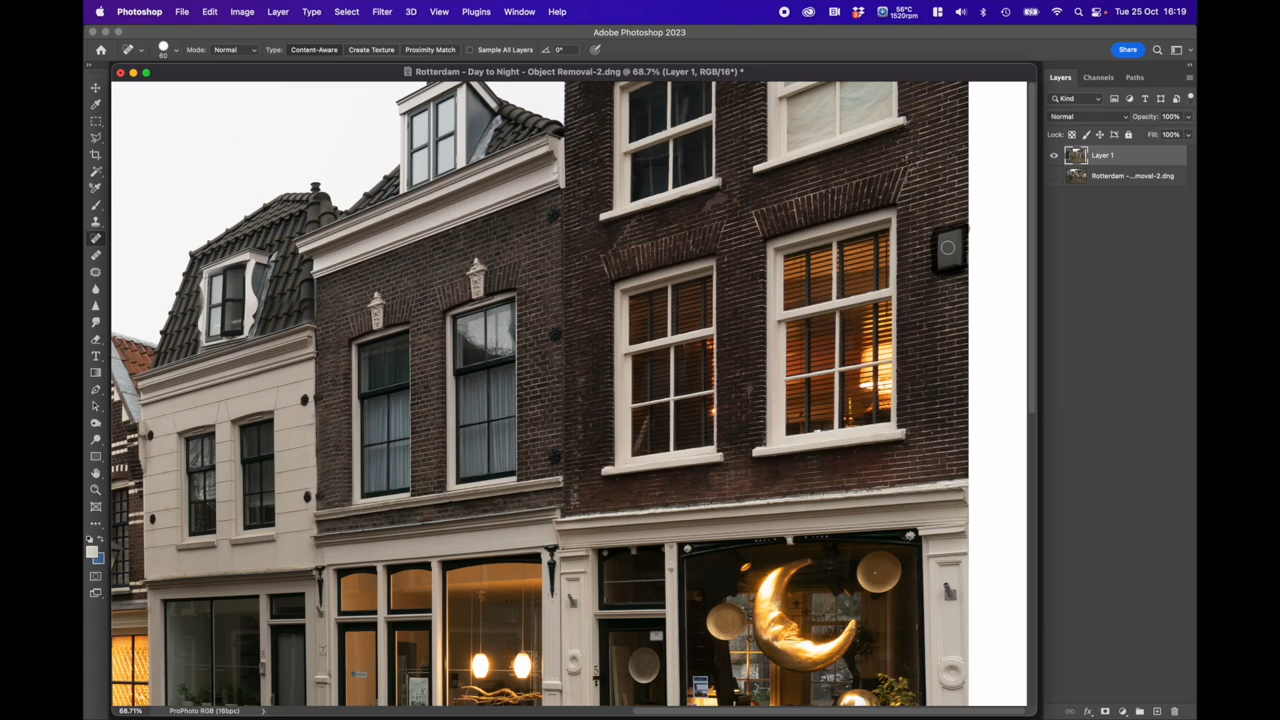 Photoshop File Edit Image Layer Type Select Filter 3D View Plugins Window Help 56°C 1520rpm Tue 25 Oct 16:19
Adobe Photoshop 2023
60 Mode: Normal Type: Content-Aware Create Texture Proximity Match Sample All Layers 0° Share
Rotterdam - Day to Night - Object Removal-2.dng @ 68.7% (Layer 1, RGB/16*) *
Layers Channels Paths
Kind
Normal Opacity: 100%
Lock: Fill: 100%
Layer 1
Rotterdam -...moval-2.dng
68.71% ProPhoto RGB (16bpc)